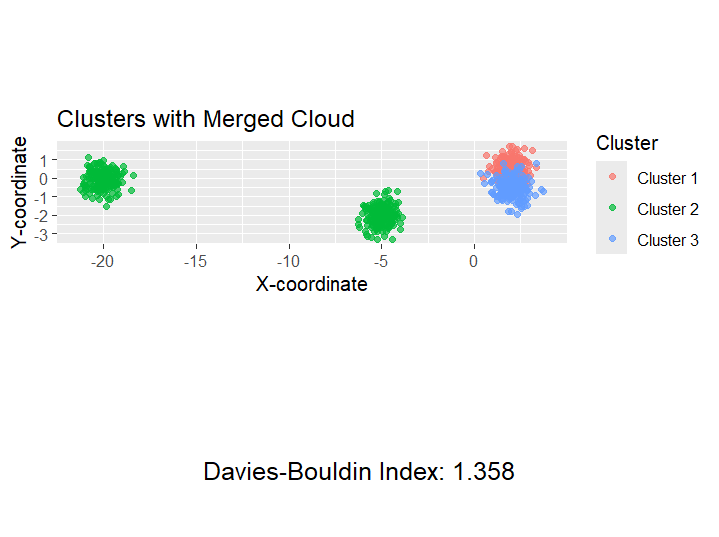 Clusters with Merged Cloud
Y-coordinate
1
0
-1
-2
-3
-20
-15
-10
-5
0
X-coordinate
Cluster
Cluster 1
Cluster 2
Cluster 3
Davies-Bouldin Index: 1.358